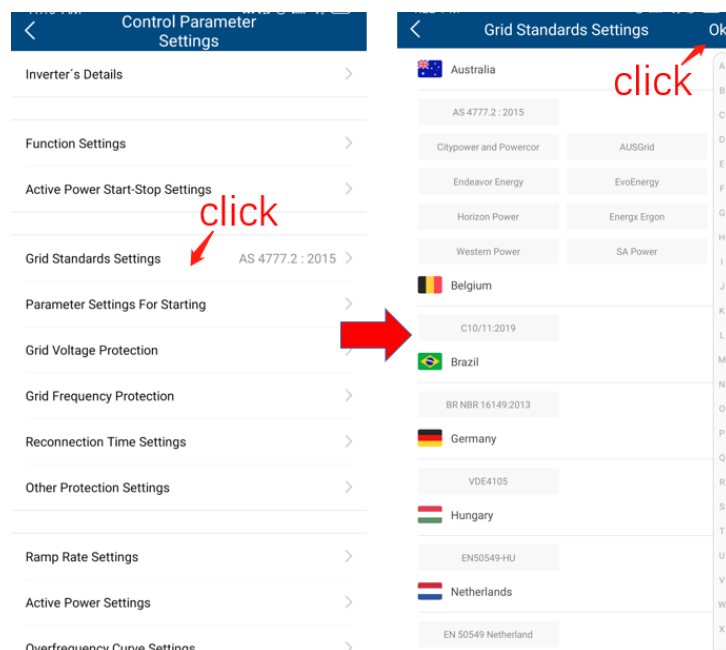 Control Parameter
Settings
Inverter´s Details
Function Settings
Active Power Start-Stop Settings
click
Grid Standards Settings AS 4777.2 : 2015
Parameter Settings For Starting
Grid Voltage Protection
Grid Frequency Protection
Reconnection Time Settings
Other Protection Settings
Ramp Rate Settings
Active Power Settings
Overfrequency Curve Settings
Grid Standards Settings Ok
click
Australia
AS 4777.2 : 2015
Citypower and Powercor AUSGrid
Endeavor Energy EvoEnergy
Horizon Power Energx Ergon
Western Power SA Power
Belgium
C10/11:2019
Brazil
BR NBR 16149:2013
Germany
VDE4105
Hungary
EN50549-HU
Netherlands
EN 50549 Netherland
A
B
C
D
E
F
G
H
I
J
K
L
M
N
O
P
Q
R
S
T
U
V
W
X